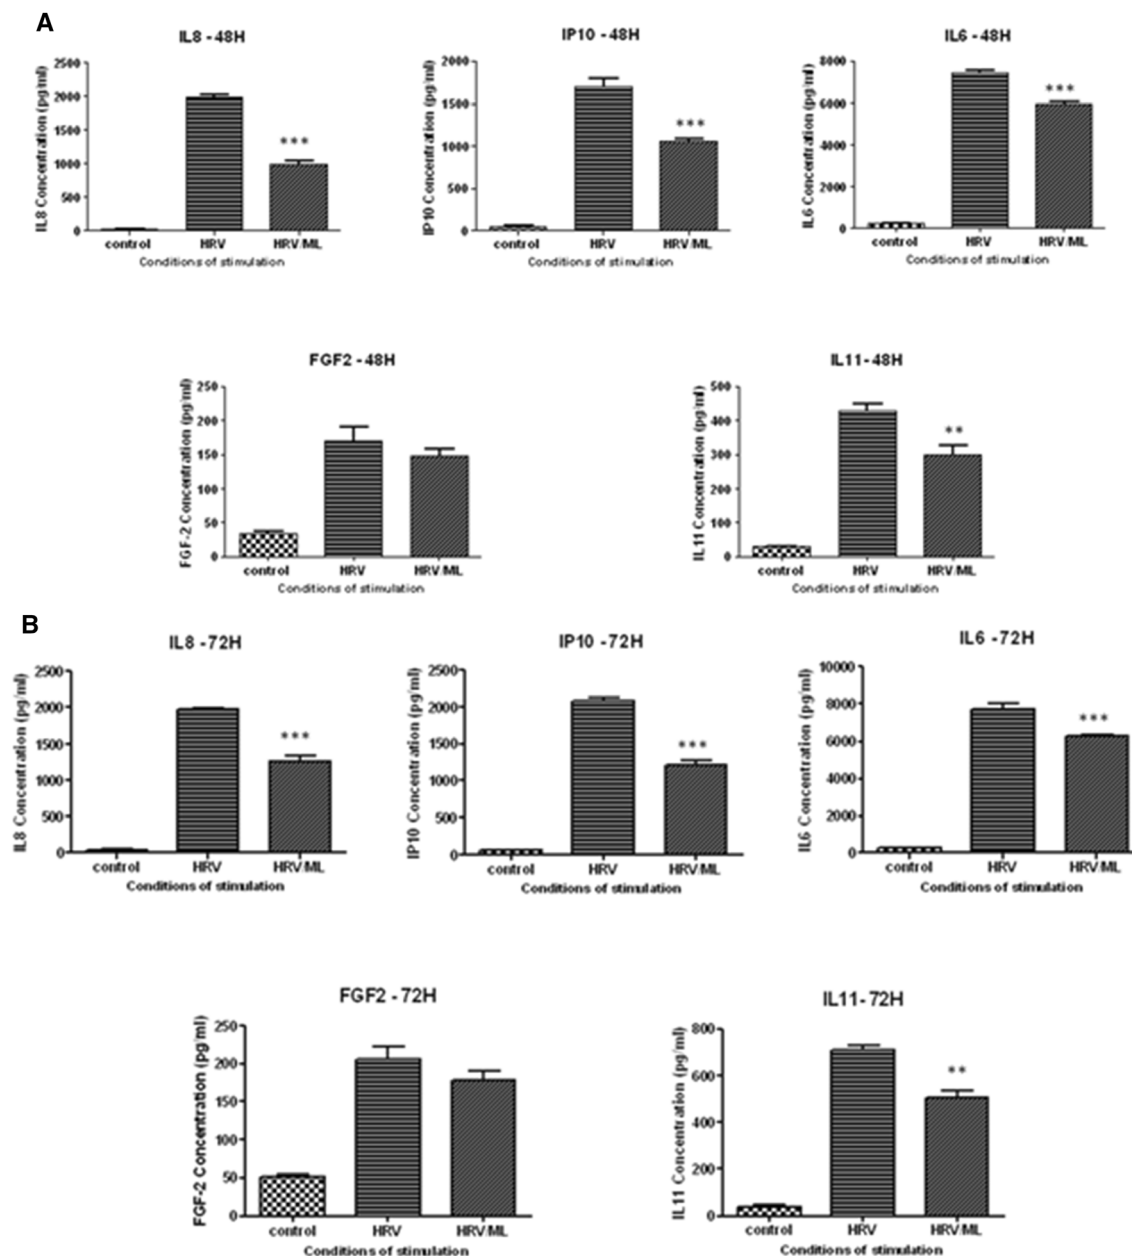 A
IL8 - 48H
IL8 Concentration (pg/ml)
2500
2000
1500
1000
500
0
***
control HRV HRV/ML
Conditions of stimulation
IP10 - 48H
IP10 Concentration (pg/ml)
2000
1500
1000
500
0
***
control HRV HRV/ML
Conditions of stimulation
IL6 - 48H
IL6 Concentration (pg/ml)
8000
6000
4000
2000
0
***
control HRV HRV/ML
Conditions of stimulation
FGF2 - 48H
FGF-2 Concentration (pg/ml)
250
200
150
100
50
0
control HRV HRV/ML
Conditions of stimulation
IL11 - 48H
IL11 Concentration (pg/ml)
500
400
300
200
100
0
**
control HRV HRV/ML
Conditions of stimulation
B
IL8 - 72H
IL8 Concentration (pg/ml)
2500
2000
1500
1000
500
0
***
control HRV HRV/ML
Conditions of stimulation
IP10 - 72H
IP10 Concentration (pg/ml)
2500
2000
1500
1000
500
0
***
control HRV HRV/ML
Conditions of stimulation
IL6 - 72H
IL6 Concentration (pg/ml)
10000
8000
6000
4000
2000
0
***
control HRV HRV/ML
Conditions of stimulation
FGF2 - 72H
FGF-2 Concentration (pg/ml)
250
200
150
100
50
0
control HRV HRV/ML
Conditions of stimulation
IL11- 72H
IL11 Concentration (pg/ml)
800
600
400
200
0
**
control HRV HRV/ML
Conditions of stimulation